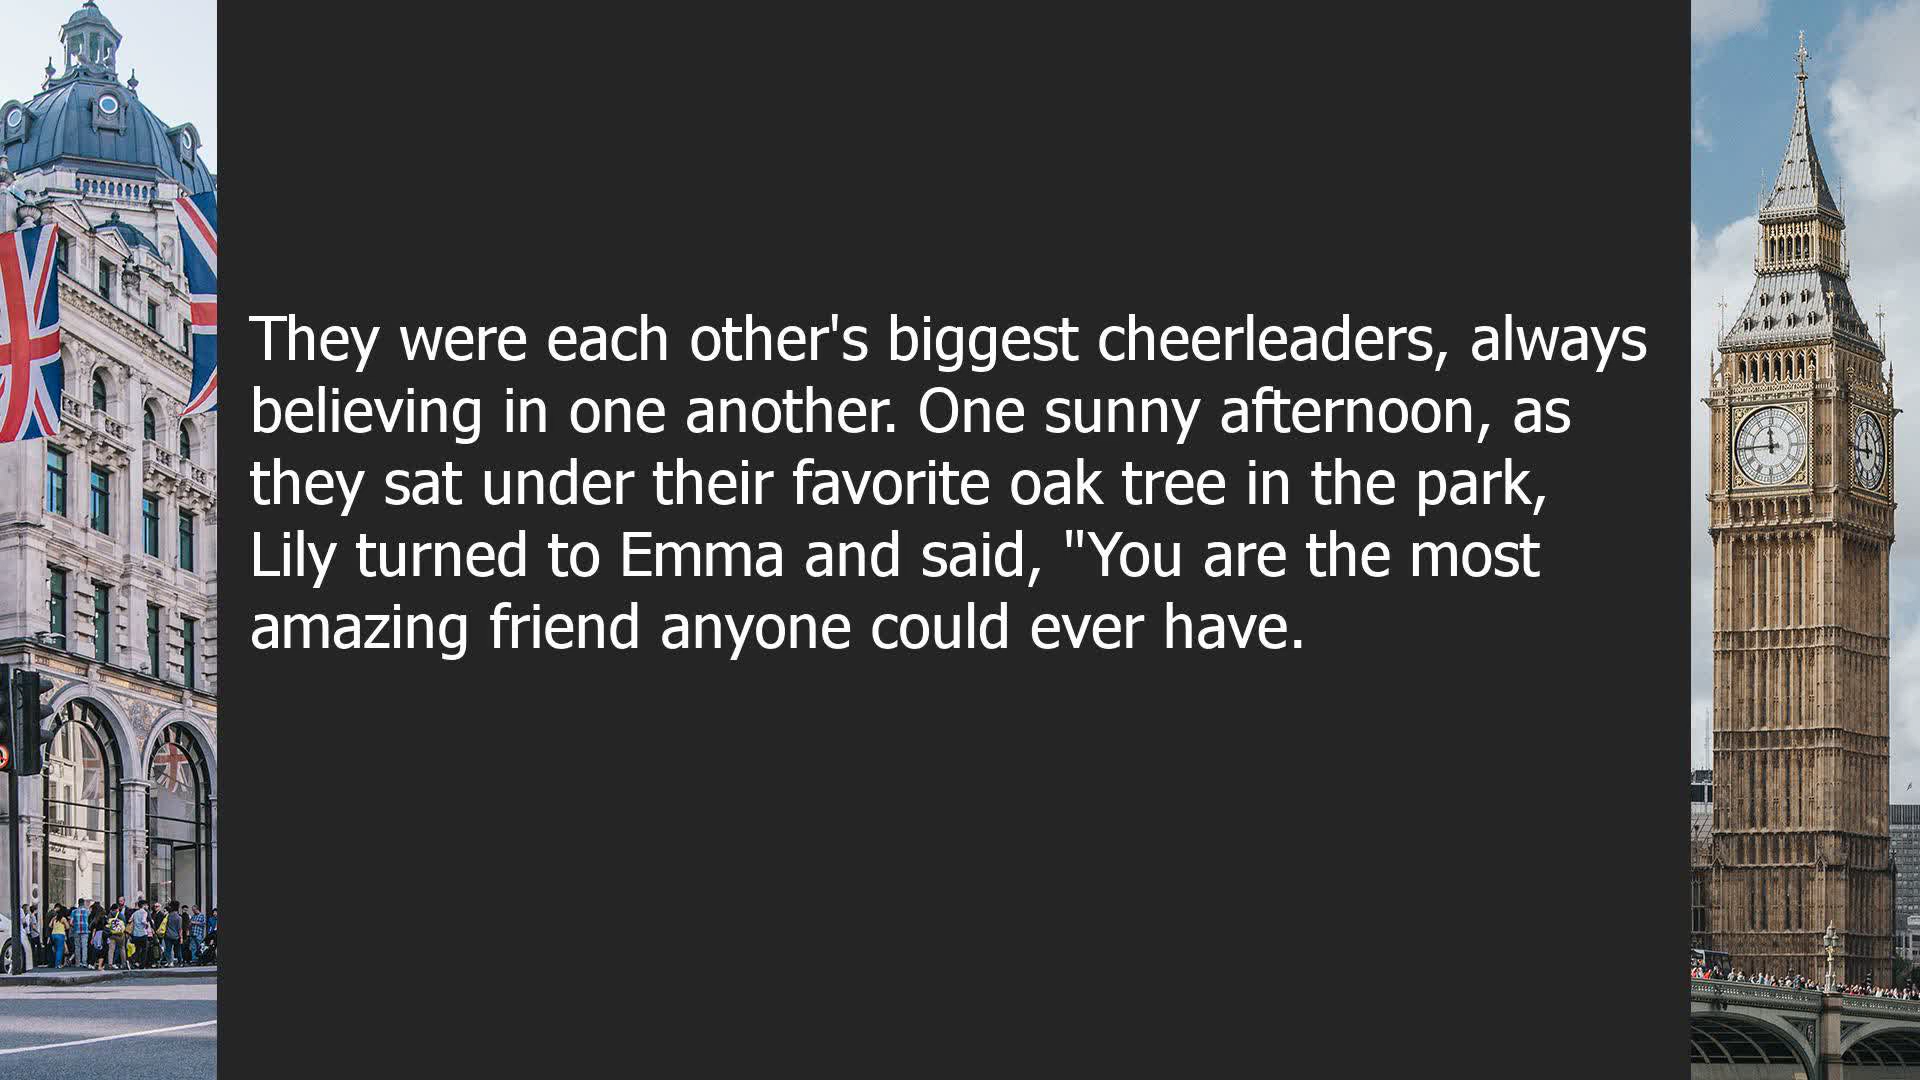 They were each other's biggest cheerleaders, always
believing in one another. One sunny afternoon, as
they sat under their favorite oak tree in the park,
Lily turned to Emma and said, "You are the most
amazing friend anyone could ever have.